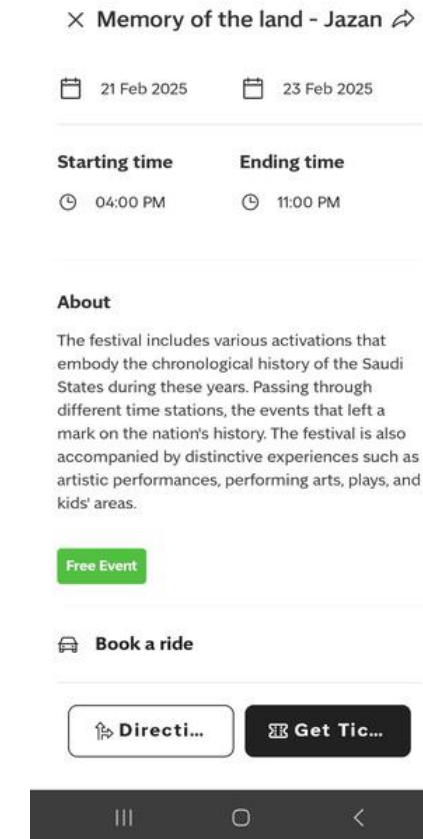 Memory of the land - Jazan
21 Feb 2025 23 Feb 2025
Starting time Ending time
04:00 PM 11:00 PM
About
The festival includes various activations that
embody the chronological history of the Saudi
States during these years. Passing through
different time stations, the events that left a
mark on the nation's history. The festival is also
accompanied by distinctive experiences such as
artistic performances, performing arts, plays, and
kids' areas.
Free Event
Book a ride
Directi... Get Tic...